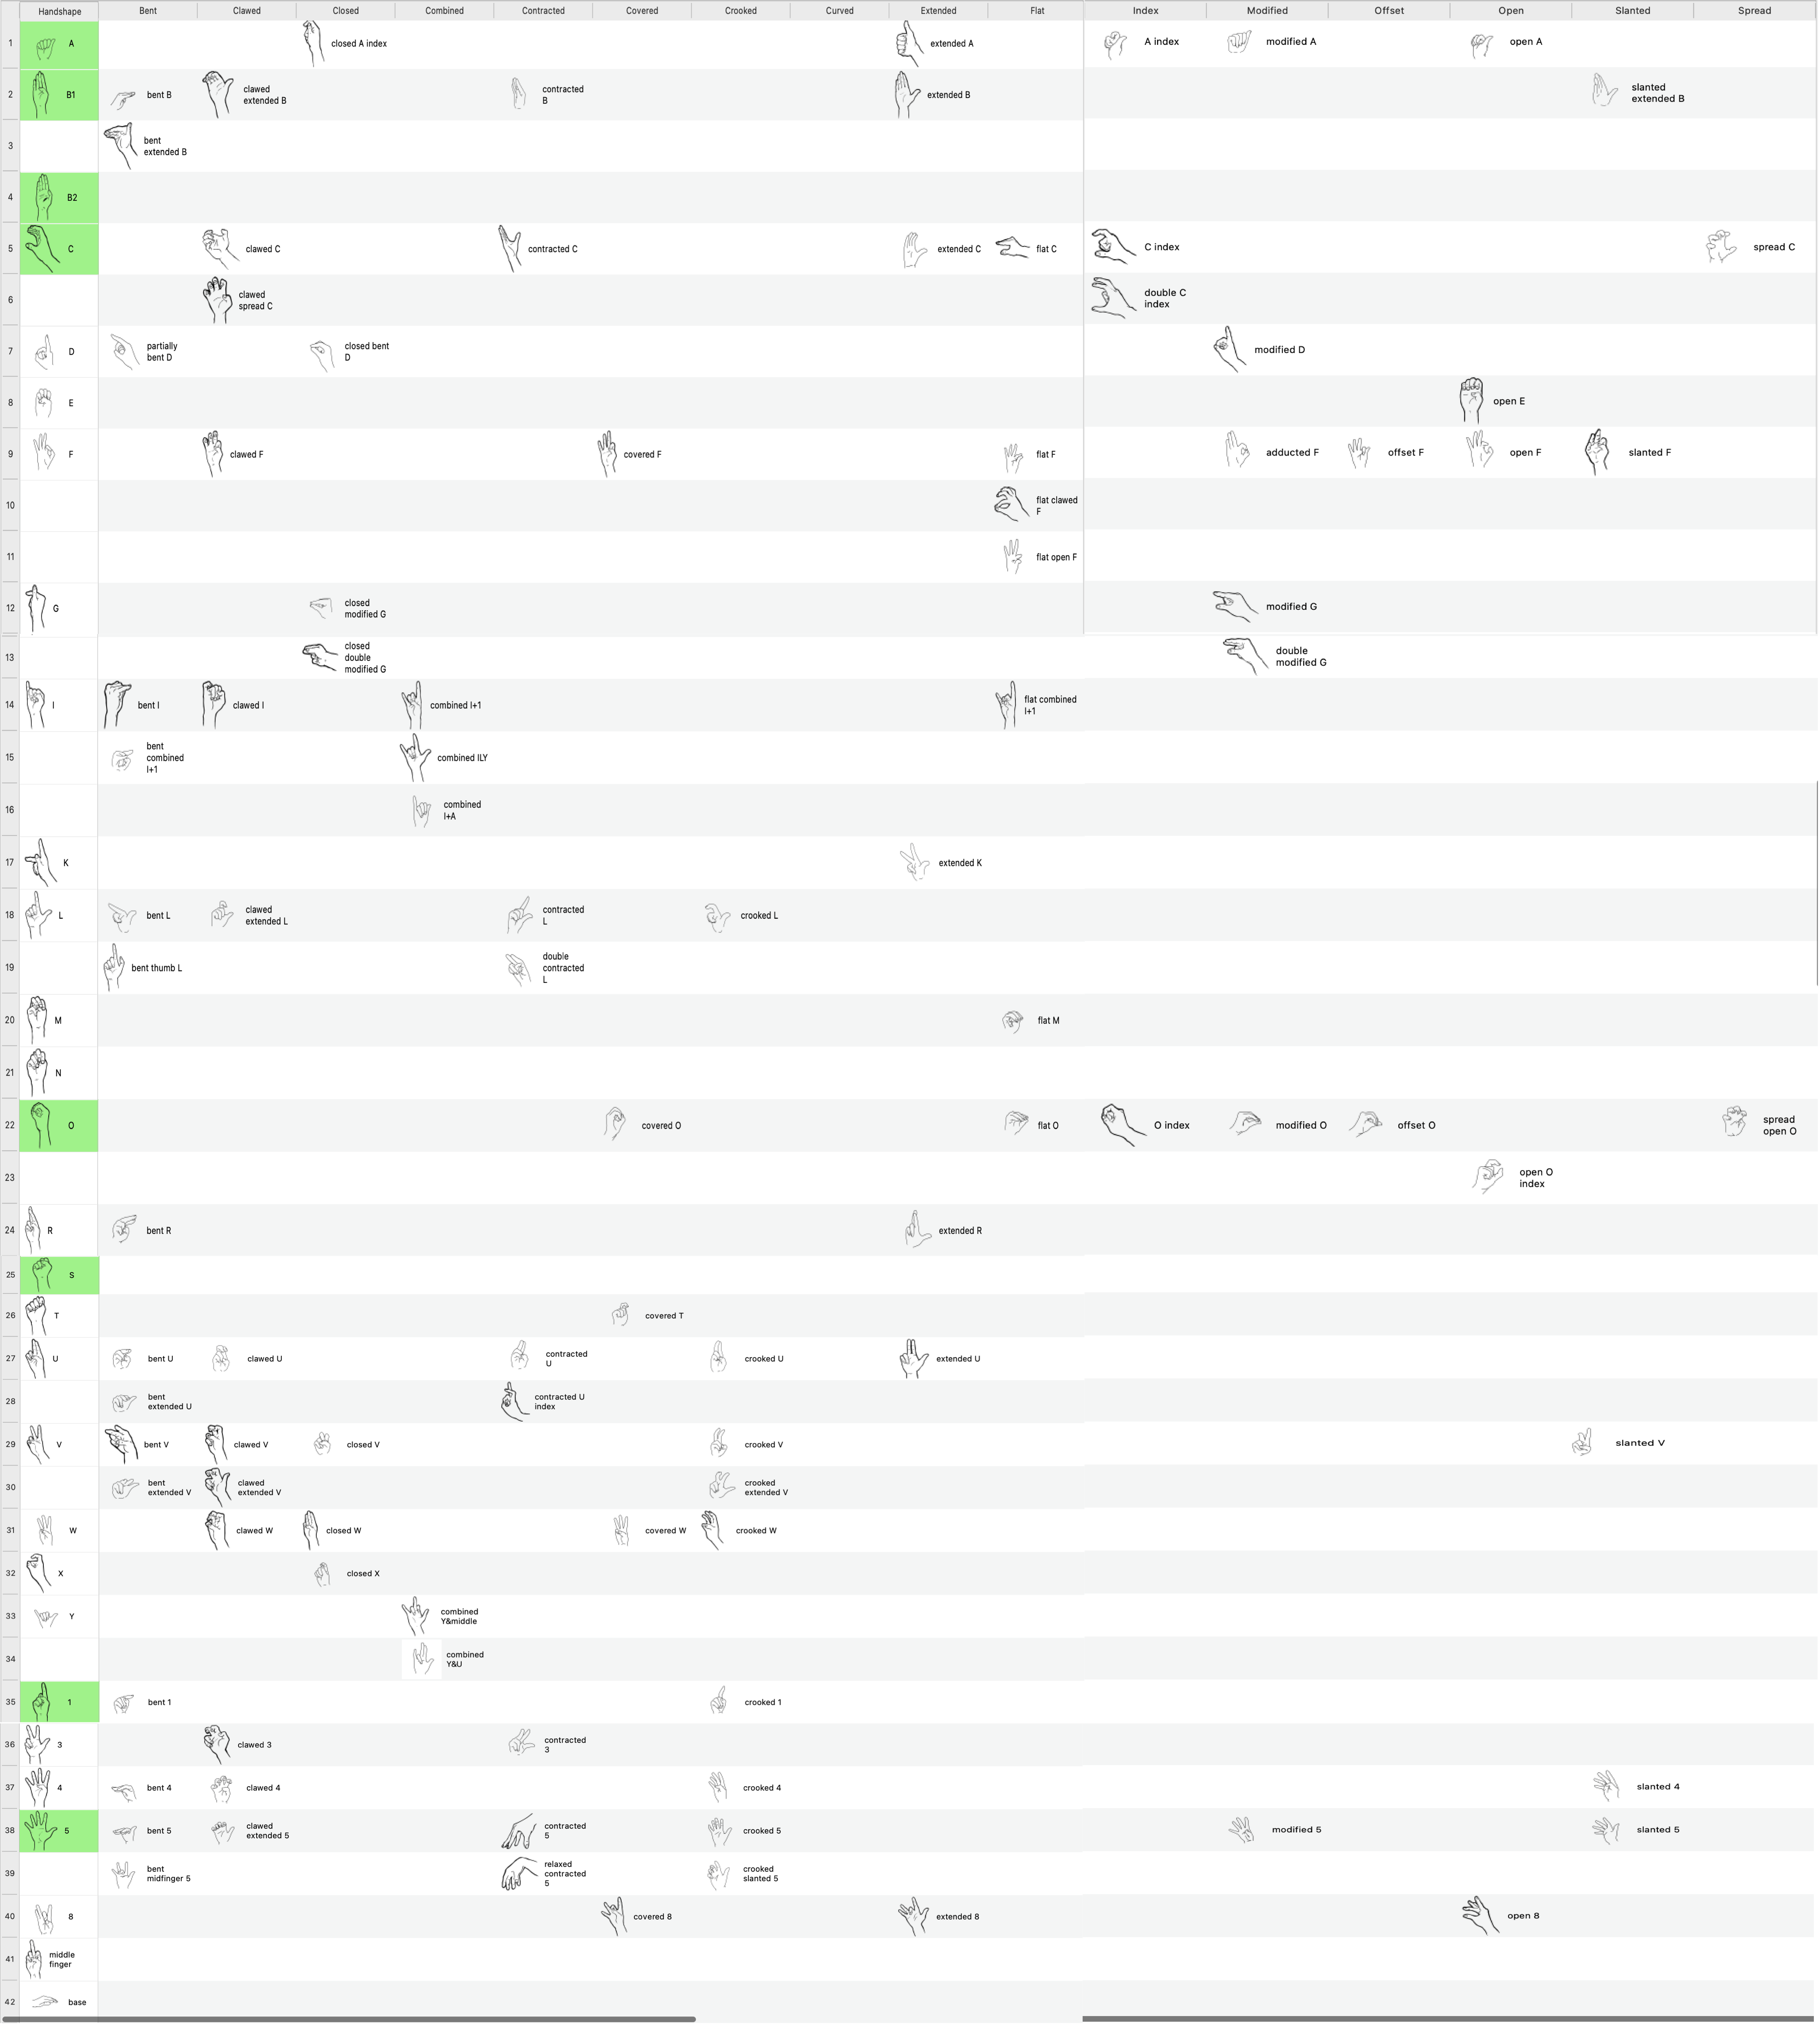 Handshape Bent Clawed Closed Combined Contracted Covered Crooked Curved Extended Flat Index Modified Offset Open Slanted Spread
1 A closed A index extended A A index modified A open A
2 B1 bent B clawed extended B contracted B extended B slanted extended B
3 bent extended B
4 B2
5 C clawed C contracted C extended C flat C C index spread C
6 clawed spread C double C index
7 D partially bent D closed bent D modified D
8 E open E
9 F clawed F covered F flat F adducted F offset F open F slanted F
10 flat clawed F
11 flat open F
12 G closed modified G modified G
13 closed double modified G double modified G
14 I bent I clawed I combined I+1 flat combined I+1
15 bent combined I+1 combined ILY
16 combined I+A
17 K extended K
18 L bent L clawed extended L contracted L crooked L
19 bent thumb L double contracted L
20 M flat M
21 N
22 O covered O flat O O index modified O offset O spread open O
23 open O index
24 R bent R extended R
25 S
26 T covered T
27 U bent U clawed U contracted U crooked U extended U
28 bent extended U contracted U index
29 V bent V clawed V closed V crooked V slanted V
30 bent extended V clawed extended V crooked extended V
31 W clawed W closed W covered W crooked W
32 X closed X
33 Y combined Y&middle
34 combined Y&U
35 1 bent 1 crooked 1
36 3 clawed 3 contracted 3
37 4 bent 4 clawed 4 crooked 4 slanted 4
38 5 bent 5 clawed extended 5 contracted 5 crooked 5 modified 5 slanted 5
39 bent midfinger 5 relaxed contracted 5 crooked slanted 5
40 8 covered 8 extended 8 open 8
41 middle finger
42 base